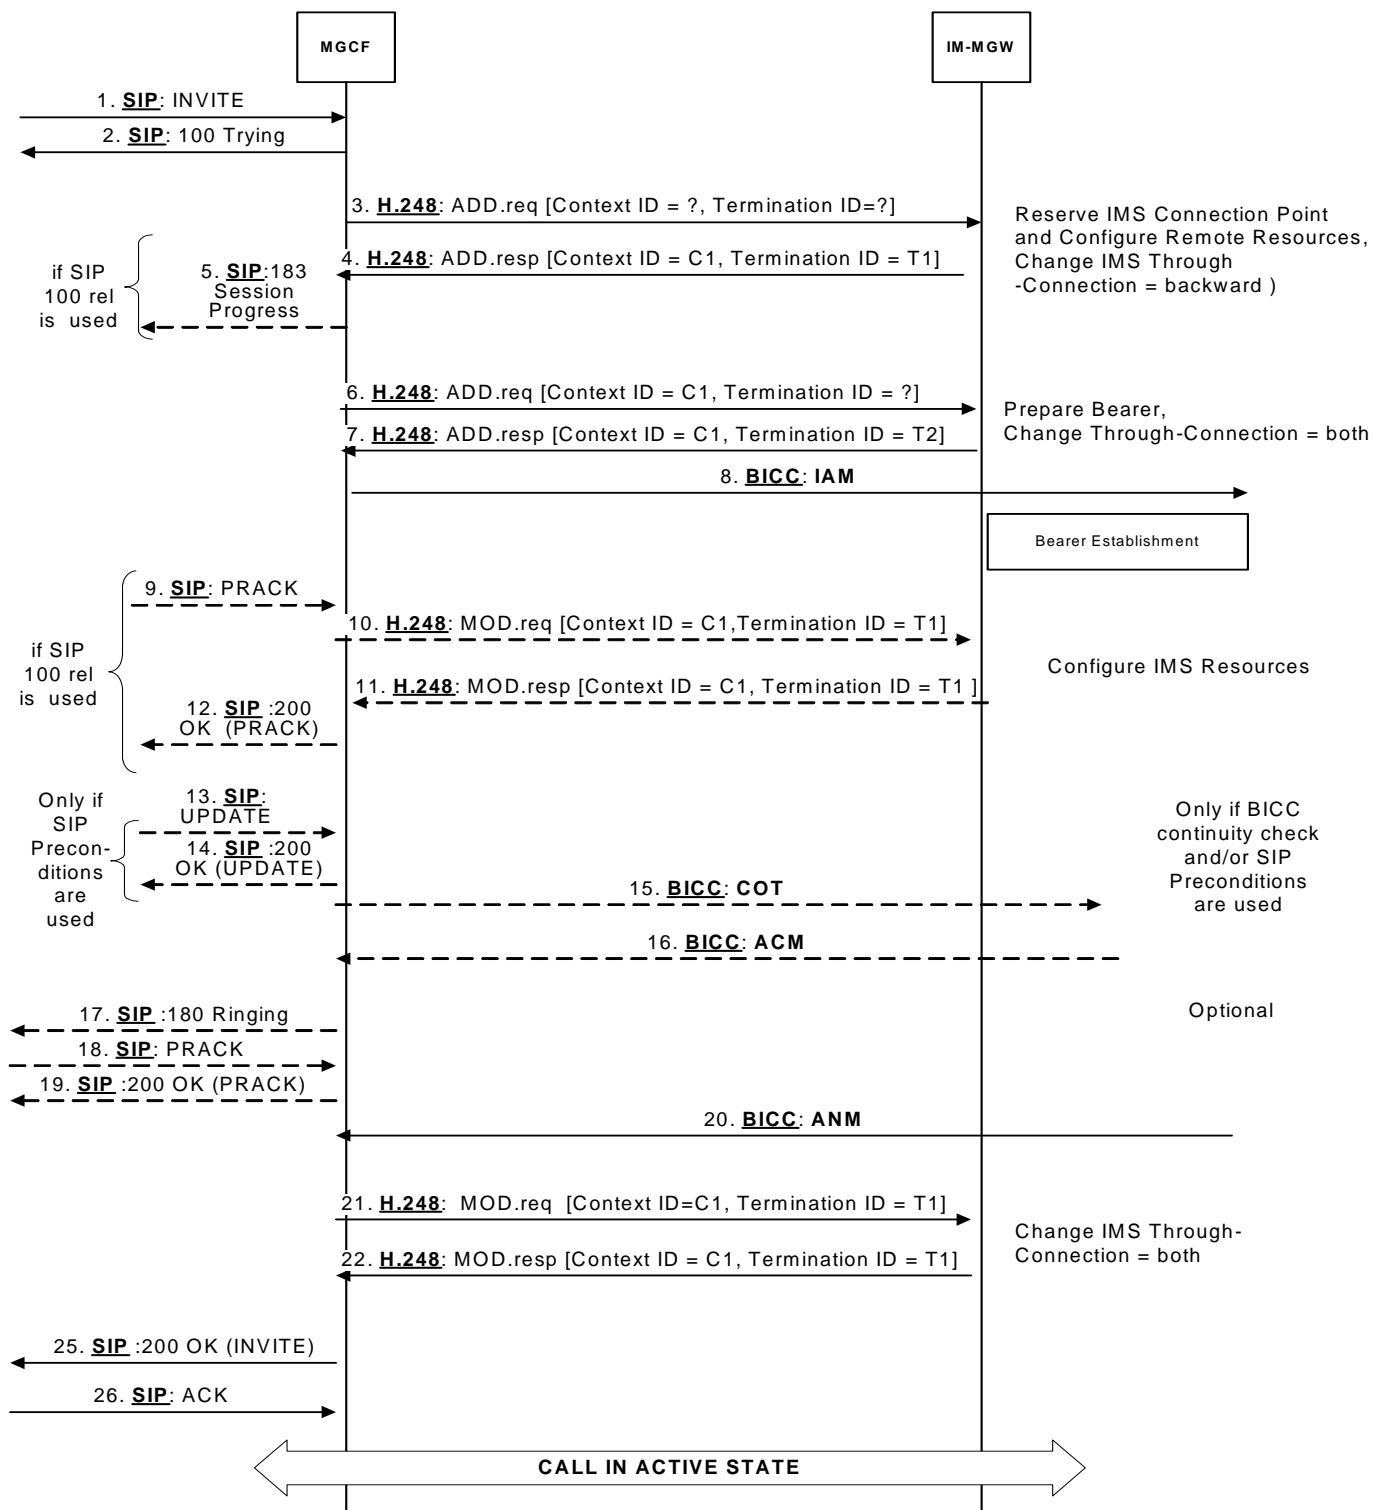 MGCF
IM-MGW
1. SIP: INVITE
2. SIP: 100 Trying
3. H.248: ADD.req [Context ID = ?, Termination ID=?]
Reserve IMS Connection Point
and Configure Remote Resources,
Change IMS Through
-Connection = backward )
4. H.248: ADD.resp [Context ID = C1, Termination ID = T1]
if SIP
100 rel
is used
5. SIP:183
Session
Progress
6. H.248: ADD.req [Context ID = C1, Termination ID = ?]
Prepare Bearer,
Change Through-Connection = both
7. H.248: ADD.resp [Context ID = C1, Termination ID = T2]
8. BICC: IAM
Bearer Establishment
9. SIP: PRACK
10. H.248: MOD.req [Context ID = C1,Termination ID = T1]
if SIP
100 rel
is used
Configure IMS Resources
11. H.248: MOD.resp [Context ID = C1, Termination ID = T1 ]
12. SIP :200
OK (PRACK)
Only if
SIP
Precon-
ditions
are
used
13. SIP:
UPDATE
14. SIP :200
OK (UPDATE)
Only if BICC
continuity check
and/or SIP
Preconditions
are used
15. BICC: COT
16. BICC: ACM
17. SIP :180 Ringing
Optional
18. SIP: PRACK
19. SIP :200 OK (PRACK)
20. BICC: ANM
21. H.248: MOD.req [Context ID=C1, Termination ID = T1]
Change IMS Through-
Connection = both
22. H.248: MOD.resp [Context ID = C1, Termination ID = T1]
25. SIP :200 OK (INVITE)
26. SIP: ACK
CALL IN ACTIVE STATE